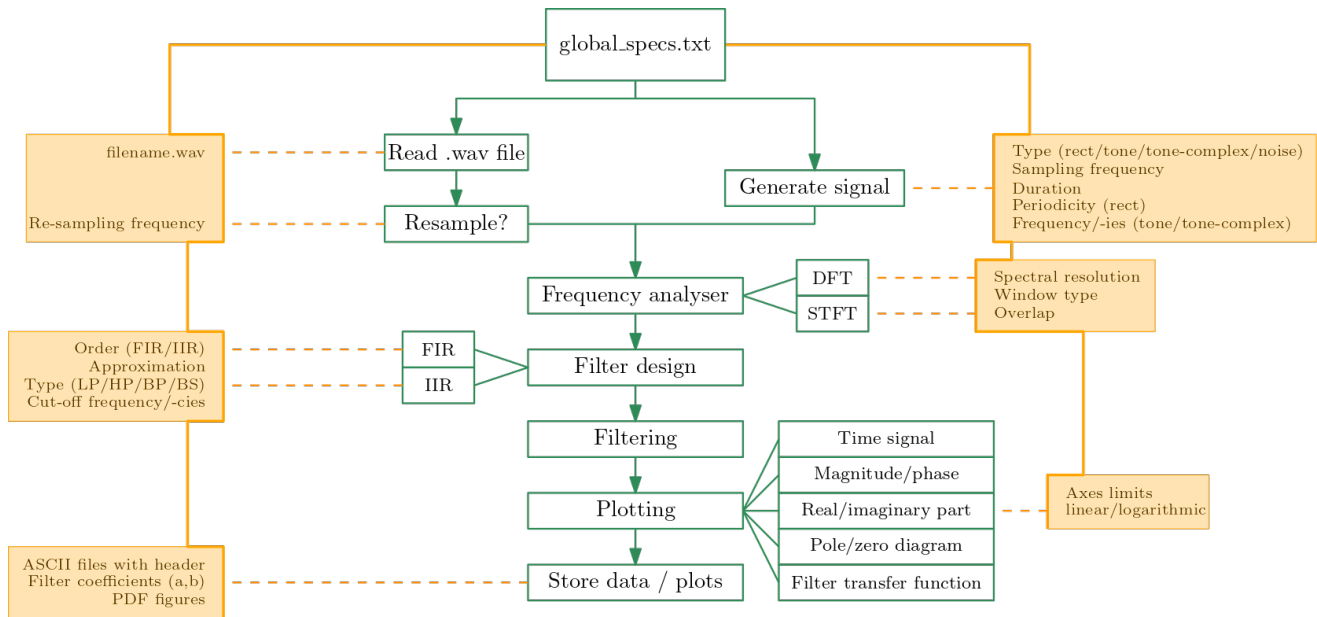 global_specs.txt
filename.wav
Re-sampling frequency
Read .wav file
Resample?
Generate signal
Type (rect/tone/tone-complex/noise)
Sampling frequency
Duration
Periodicity (rect)
Frequency/-ies (tone/tone-complex)
Frequency analyser
DFT
STFT
Spectral resolution
Window type
Overlap
Order (FIR/IIR)
Approximation
Type (LP/HP/BP/BS)
Cut-off frequency/-cies
FIR
IIR
Filter design
Filtering
Plotting
Time signal
Magnitude/phase
Real/imaginary part
Pole/zero diagram
Filter transfer function
Axes limits
linear/logarithmic
ASCII files with header
Filter coefficients (a,b)
PDF figures
Store data / plots